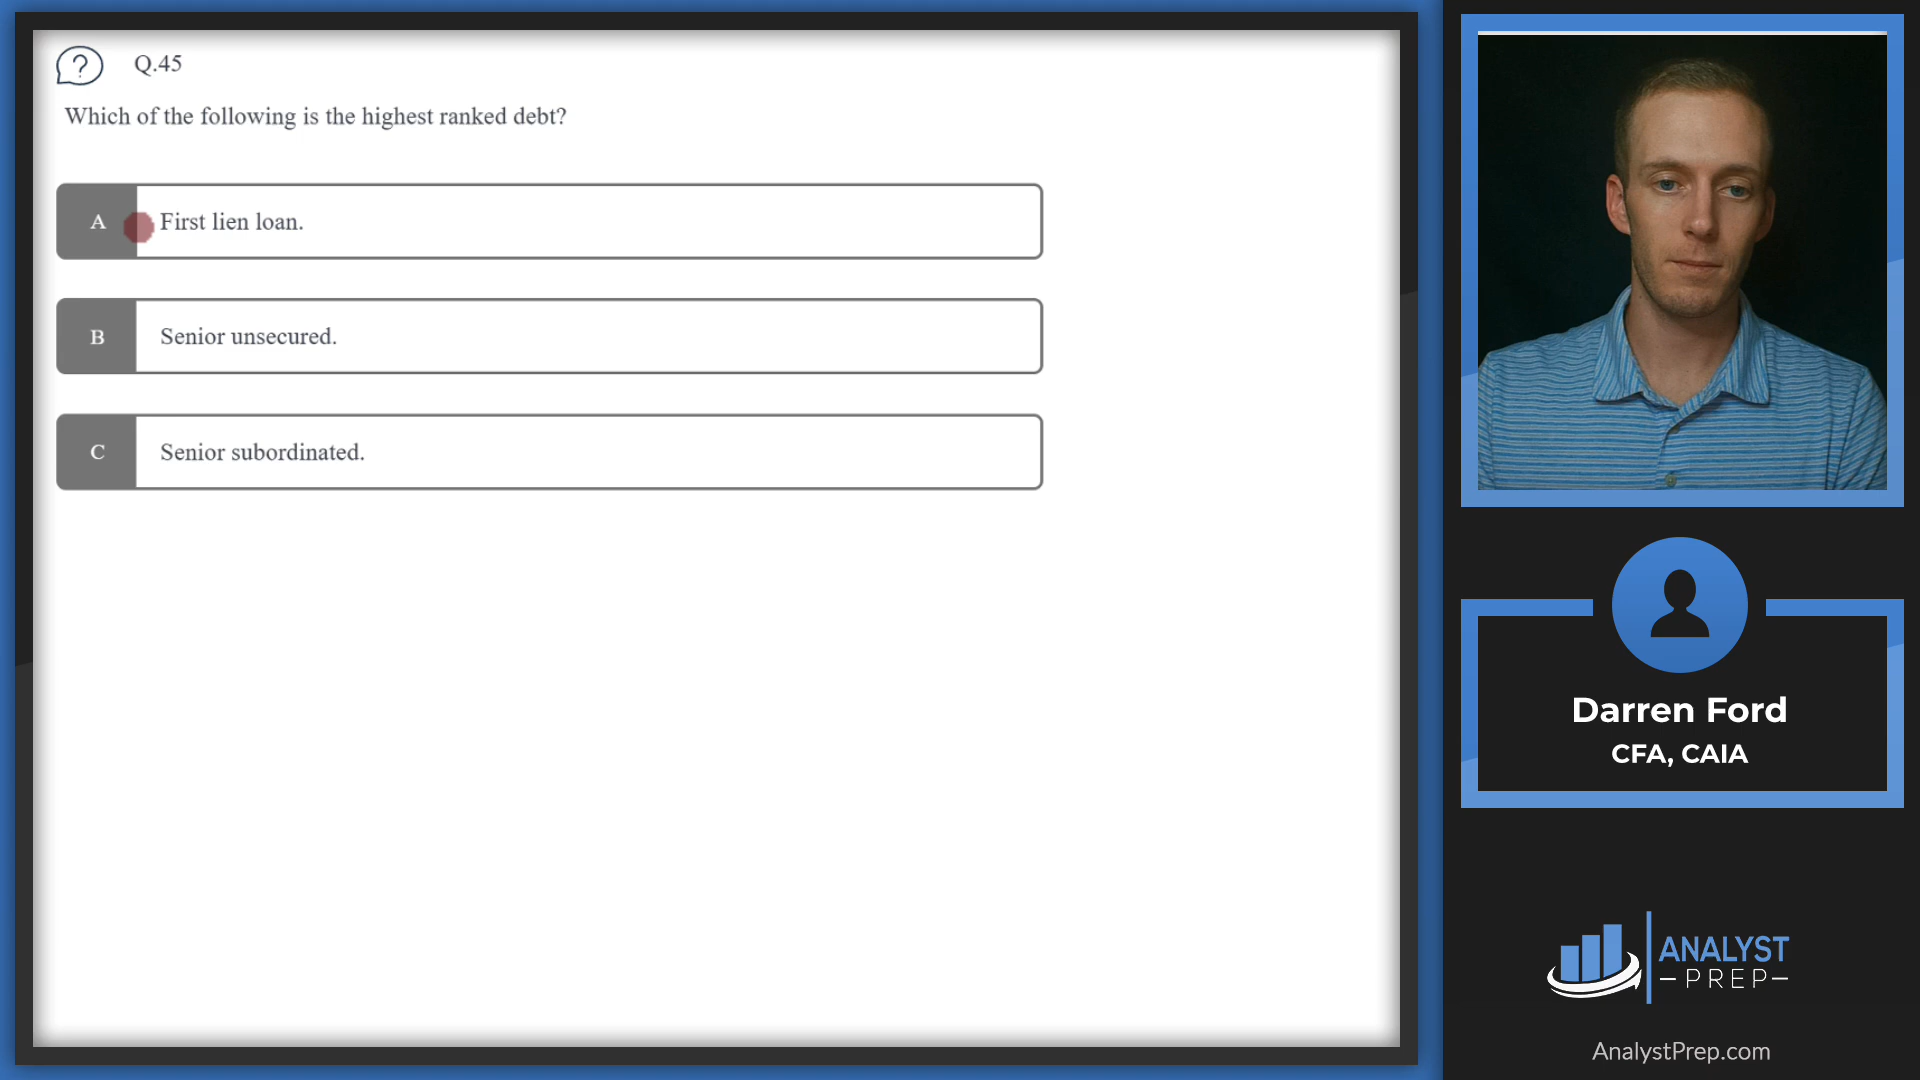 ?
Q.45
Which of the following is the highest ranked debt?
A
First lien loan.
B
Senior unsecured.
C
Senior subordinated.
Darren Ford
CFA, CAIA
ANALYST
PREP
AnalystPrep.com